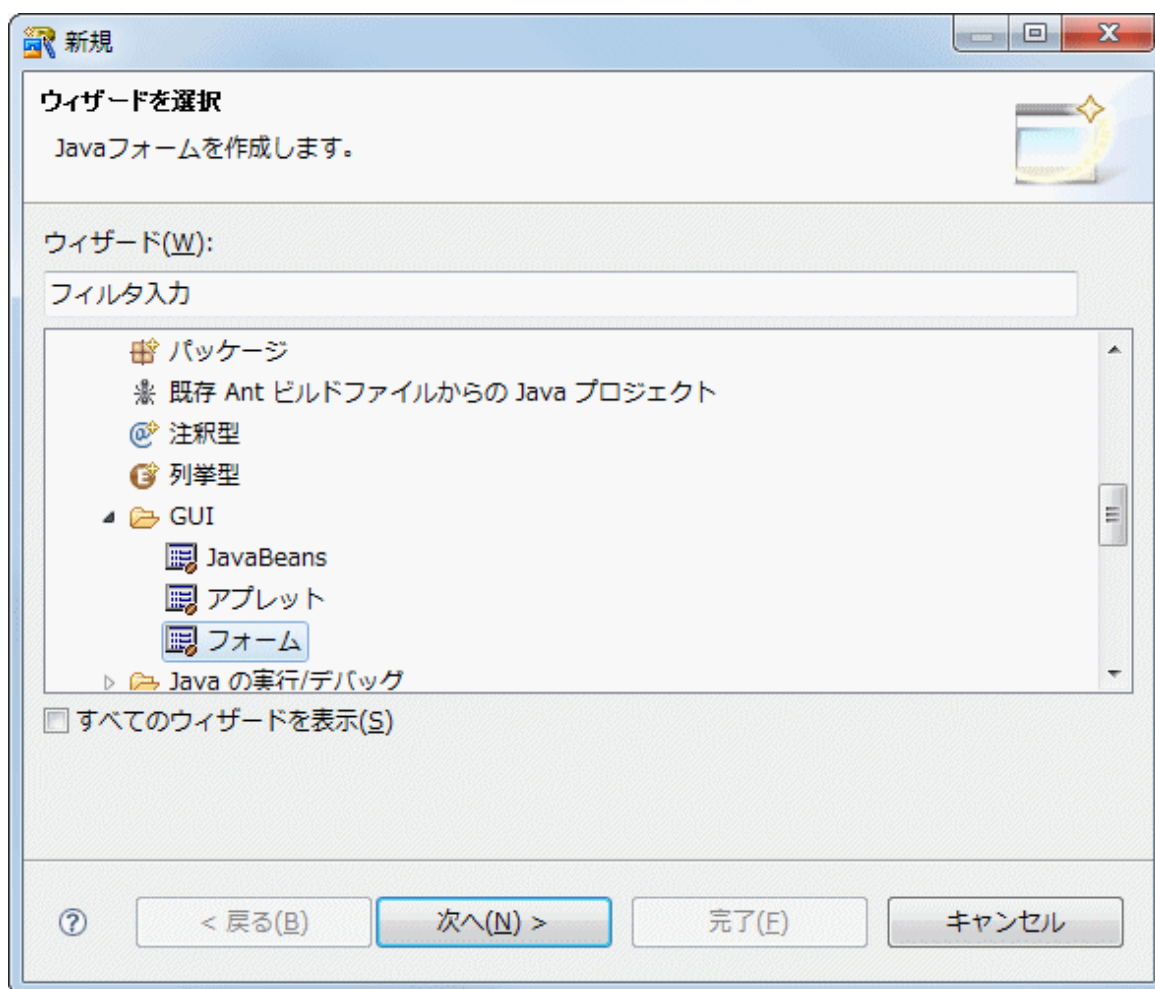 新規
ウィザードを選択
Javaフォームを作成します。
ウィザード(W):
フィルタ入力
パッケージ
既存 Ant ビルドファイルからの Java プロジェクト
注釈型
列挙型
GUI
JavaBeans
アプレット
フォーム
Java の実行/デバッグ
すべてのウィザードを表示(S)
< 戻る(B) 次へ(N) > 完了(F) キャンセル